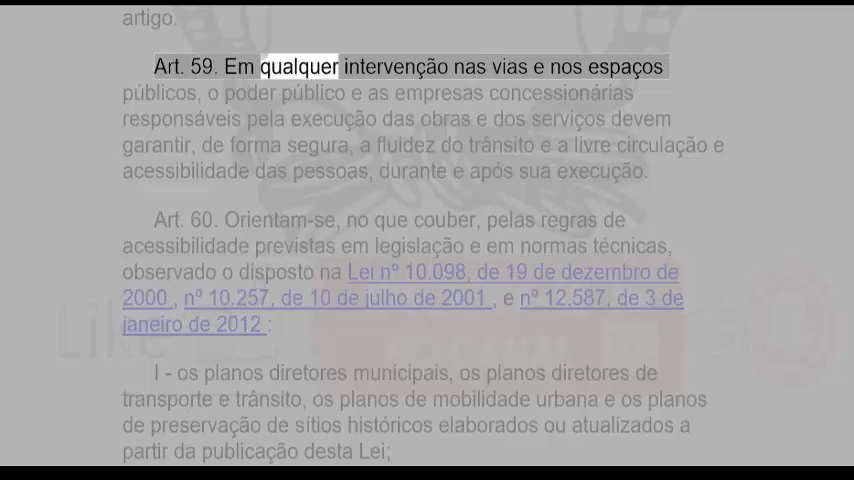 artigo.
Art. 59. Em qualquer intervenção nas vias e nos espaços
públicos, o poder público e as empresas concessionárias
responsáveis pela execução das obras e dos serviços devem
garantir, de forma segura, a fluidez do trânsito e a livre circulação e
acessibilidade das pessoas, durante e após sua execução.
Art. 60. Orientam-se, no que couber, pelas regras de
acessibilidade previstas em legislação e em normas técnicas,
observado o disposto na Lei nº 10.098, de 19 de dezembro de
2000 , nº 10.257, de 10 de julho de 2001 , e nº 12.587, de 3 de
janeiro de 2012 :
Like
I - os planos diretores municipais, os planos diretores de
transporte e trânsito, os planos de mobilidade urbana e os planos
de preservação de sítios históricos elaborados ou atualizados a
partir da publicação desta Lei;